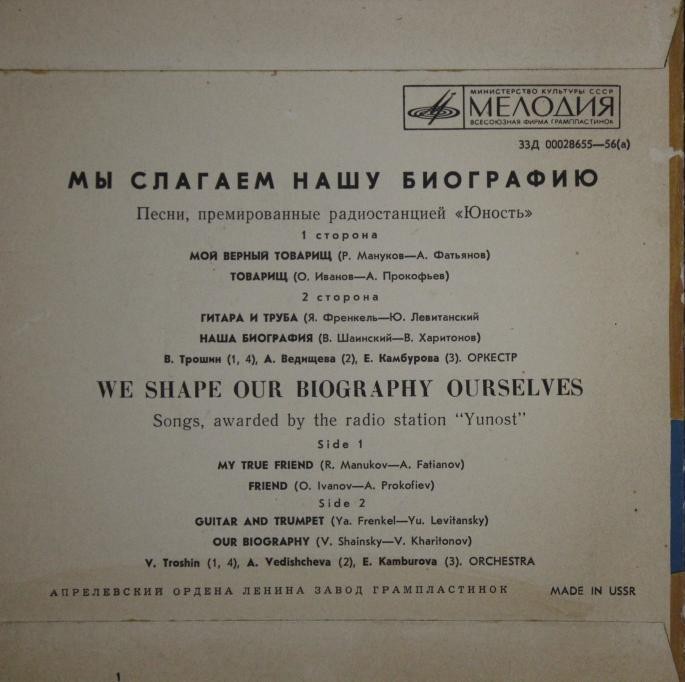 МИНИСТЕРСТВО КУЛЬТУРЫ СССР
МЕЛОДИЯ
ВСЕСОЮЗНАЯ ФИРМА ГРАМПЛАСТИНОК
33Д 00028655—56(а)
МЫ СЛАГАЕМ НАШУ БИОГРАФИЮ
Песни, премированные радиостанцией «Юность»
1 сторона
МОЙ ВЕРНЫЙ ТОВАРИЩ (Р. Мануков—А. Фатьянов)
ТОВАРИЩ (О. Иванов—А. Прокофьев)
2 сторона
ГИТАРА И ТРУБА (Я. Френкель—Ю. Левитанский
НАША БИОГРАФИЯ (В. Шаинский—В. Харитонов)
В. Трошин (1, 4), А. Ведищева (2), Е. Камбурова (3). ОРКЕСТР
WE SHAPE OUR BIOGRAPHY OURSELVES
Songs, awarded by the radio station "Yunost"
Side 1
MY TRUE FRIEND (R. Manukov—A. Fatianov)
FRIEND (O. Ivanov—A. Prokofiev)
Side 2
GUITAR AND TRUMPET (Ya. Frenkel—Yu. Levitansky)
OUR BIOGRAPHY (V. Shainsky—V. Kharitonov)
V. Troshin (1, 4), A. Vedishcheva (2), E. Kamburova (3). ORCHESTRA
АПРЕЛЕВСКИЙ ОРДЕНА ЛЕНИНА ЗАВОД ГРАМПЛАСТИНОК MADE IN USSR
1